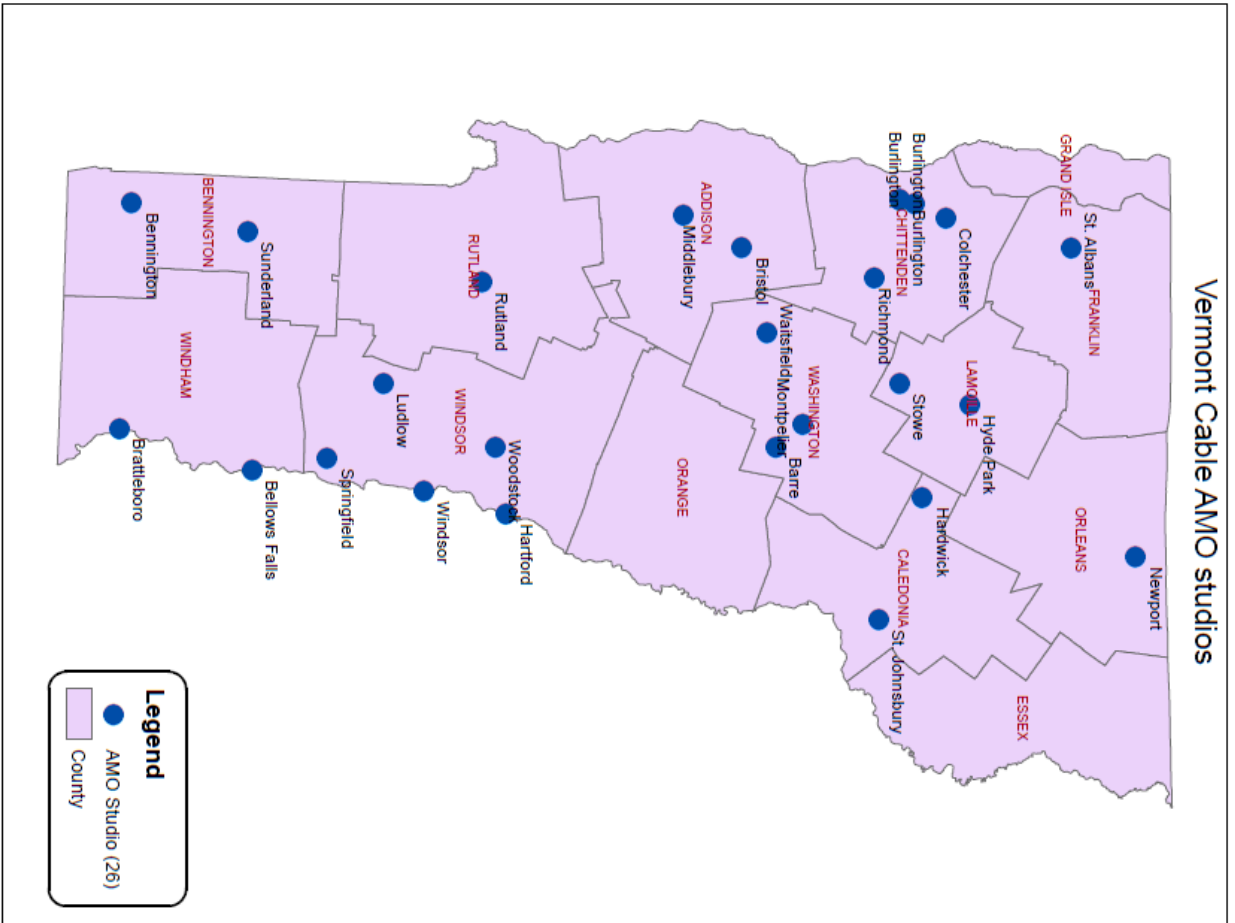 Vermont Cable AMO studios
Newport
GRAND ISLE
St. Albans
FRANKLIN
ORLEANS
ESSEX
LAMOILLE
Hyde Park
Colchester
Burlington
Burlington
Burlington
CHITTENDEN
Richmond
Stowe
Hardwick
CALEDONIA
St. Johnsbury
WASHINGTON
Waitsfield
Montpelier
Barre
Bristol
ADDISON
Middlebury
ORANGE
Hartford
Woodstock
RUTLAND
Rutland
WINDSOR
Windsor
Ludlow
Springfield
BENNINGTON
Sunderland
Bellows Falls
WINDHAM
Bennington
Brattleboro
Legend
AMO Studio (26)
County